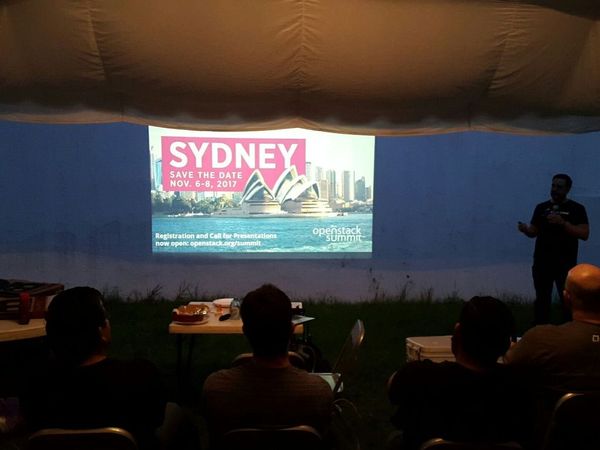 SYDNEY
SAVE THE DATE
NOV. 6-8, 2017
Registration and Call for Presentations
now open: openstack.org/summit
openstack
summit